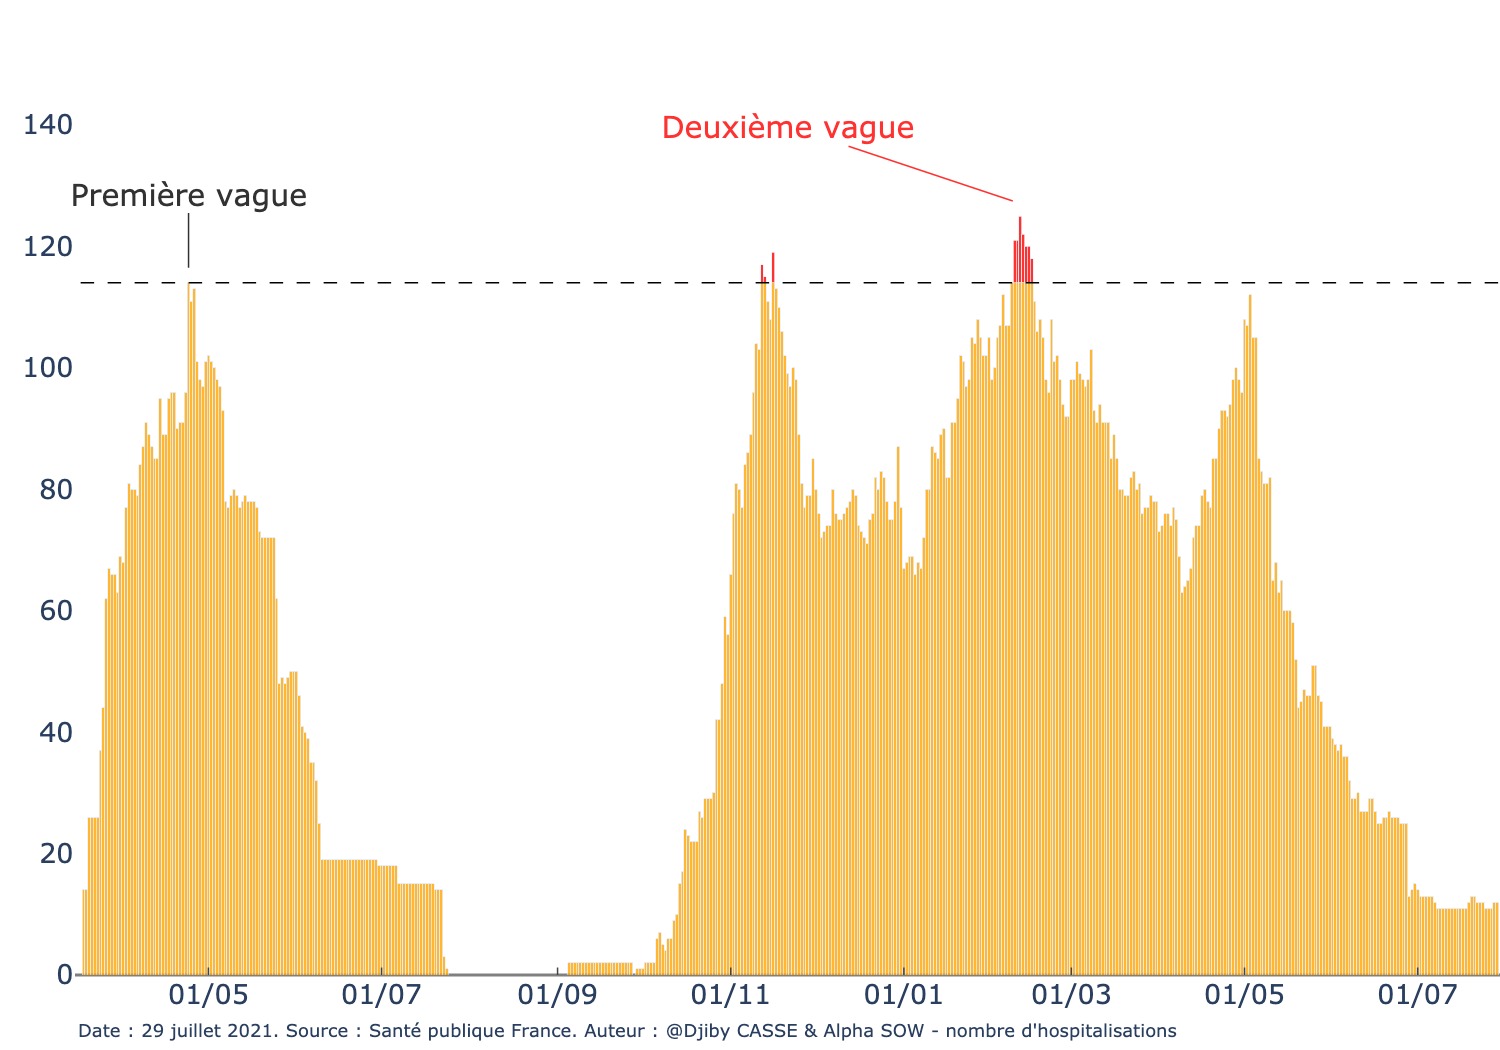 140
Deuxième vague
Première vague
120
100
80
60
40
20
0
01/05 01/07 01/09 01/11 01/01 01/03 01/05 01/07
Date : 29 juillet 2021. Source : Santé publique France. Auteur : @Djiby CASSE & Alpha SOW - nombre d'hospitalisations